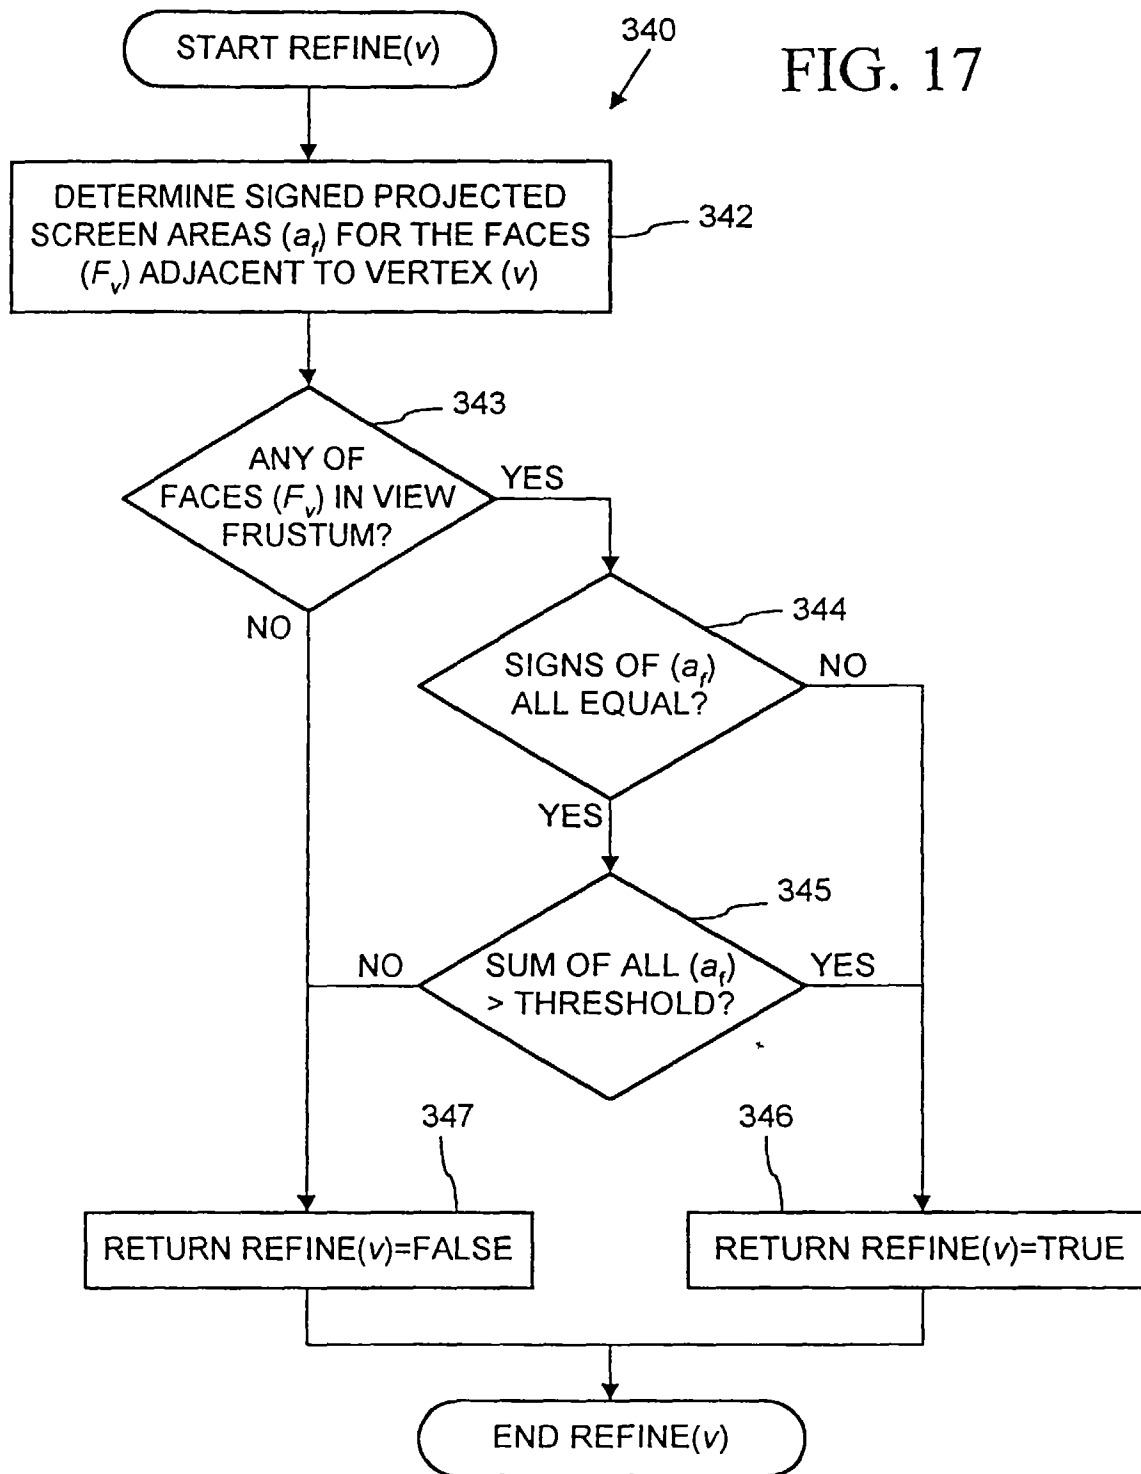 START REFINE(v)
340
FIG. 17
DETERMINE SIGNED PROJECTED
SCREEN AREAS (af) FOR THE FACES
(Fv) ADJACENT TO VERTEX (v)
342
343
ANY OF
FACES (Fv) IN VIEW
FRUSTUM?
YES
NO
344
SIGNS OF (af)
ALL EQUAL?
NO
YES
345
SUM OF ALL (af)
> THRESHOLD?
NO
YES
347
346
RETURN REFINE(v)=FALSE
RETURN REFINE(v)=TRUE
END REFINE(v)